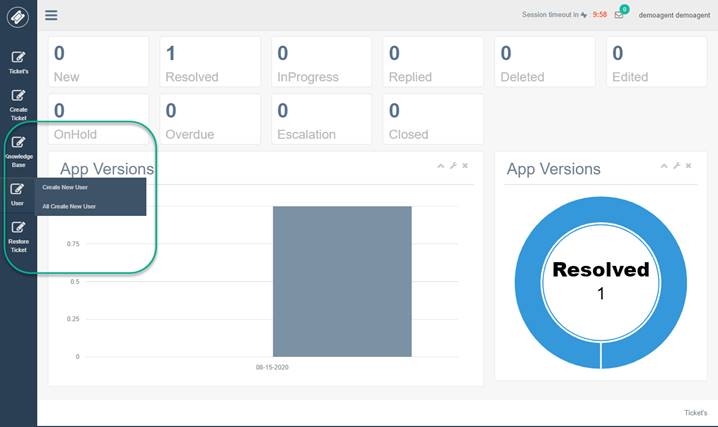 Session timeout in 9:58 0 demoagent demoagent
Ticket's
Create
Ticket
Knowledge
Base
User
Create New User
All Create New User
Restore
Ticket
0
New
1
Resolved
0
InProgress
0
Replied
0
Deleted
0
Edited
0
OnHold
0
Overdue
0
Escalation
0
Closed
App Versions
0.75
0.5
0.25
0
08-15-2020
App Versions
Resolved
1
Ticket's